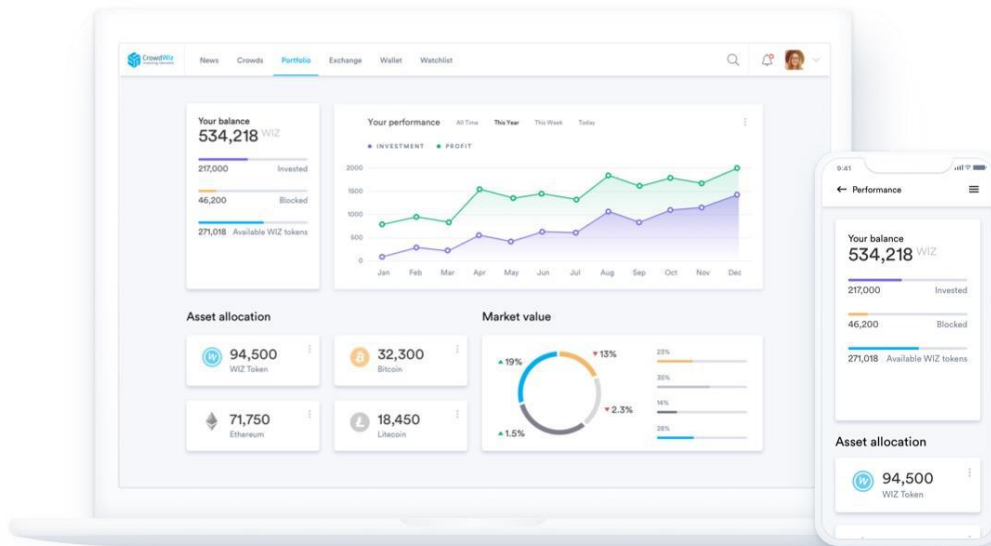 CrowdWiz
News Crowds Portfolio Exchange Wallet Watchlist
Your balance
534,218 WIZ
217,000 Invested
46,200 Blocked
271,018 Available WIZ tokens
Your performance All Time This Year This Week Today
INVESTMENT PROFIT
2000
1500
1000
500
0
Jan Feb Mar Apr May Jun Jul Aug Sep Oct Nov Dec
Asset allocation
94,500
WIZ Token
32,300
Bitcoin
71,750
Ethereum
18,450
Litecoin
Market value
19%
13%
2.3%
1.5%
23%
35%
14%
28%
9:41
Performance
Your balance
534,218 WIZ
217,000 Invested
46,200 Blocked
271,018 Available WIZ tokens
Asset allocation
94,500
WIZ Token